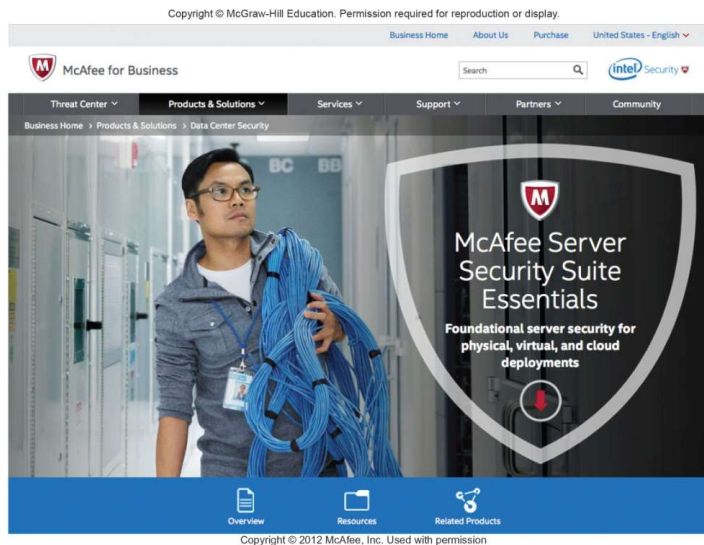 Copyright © McGraw-Hill Education. Permission required for reproduction or display.
Business Home About Us Purchase United States - English
McAfee for Business
Search
intel Security
Threat Center Products & Solutions Services Support Partners Community
Business Home > Products & Solutions > Data Center Security
BC BB
M
McAfee Server
Security Suite
Essentials
Foundational server security for
physical, virtual, and cloud
deployments
Overview Resources Related Products
Copyright © 2012 McAfee, Inc. Used with permission